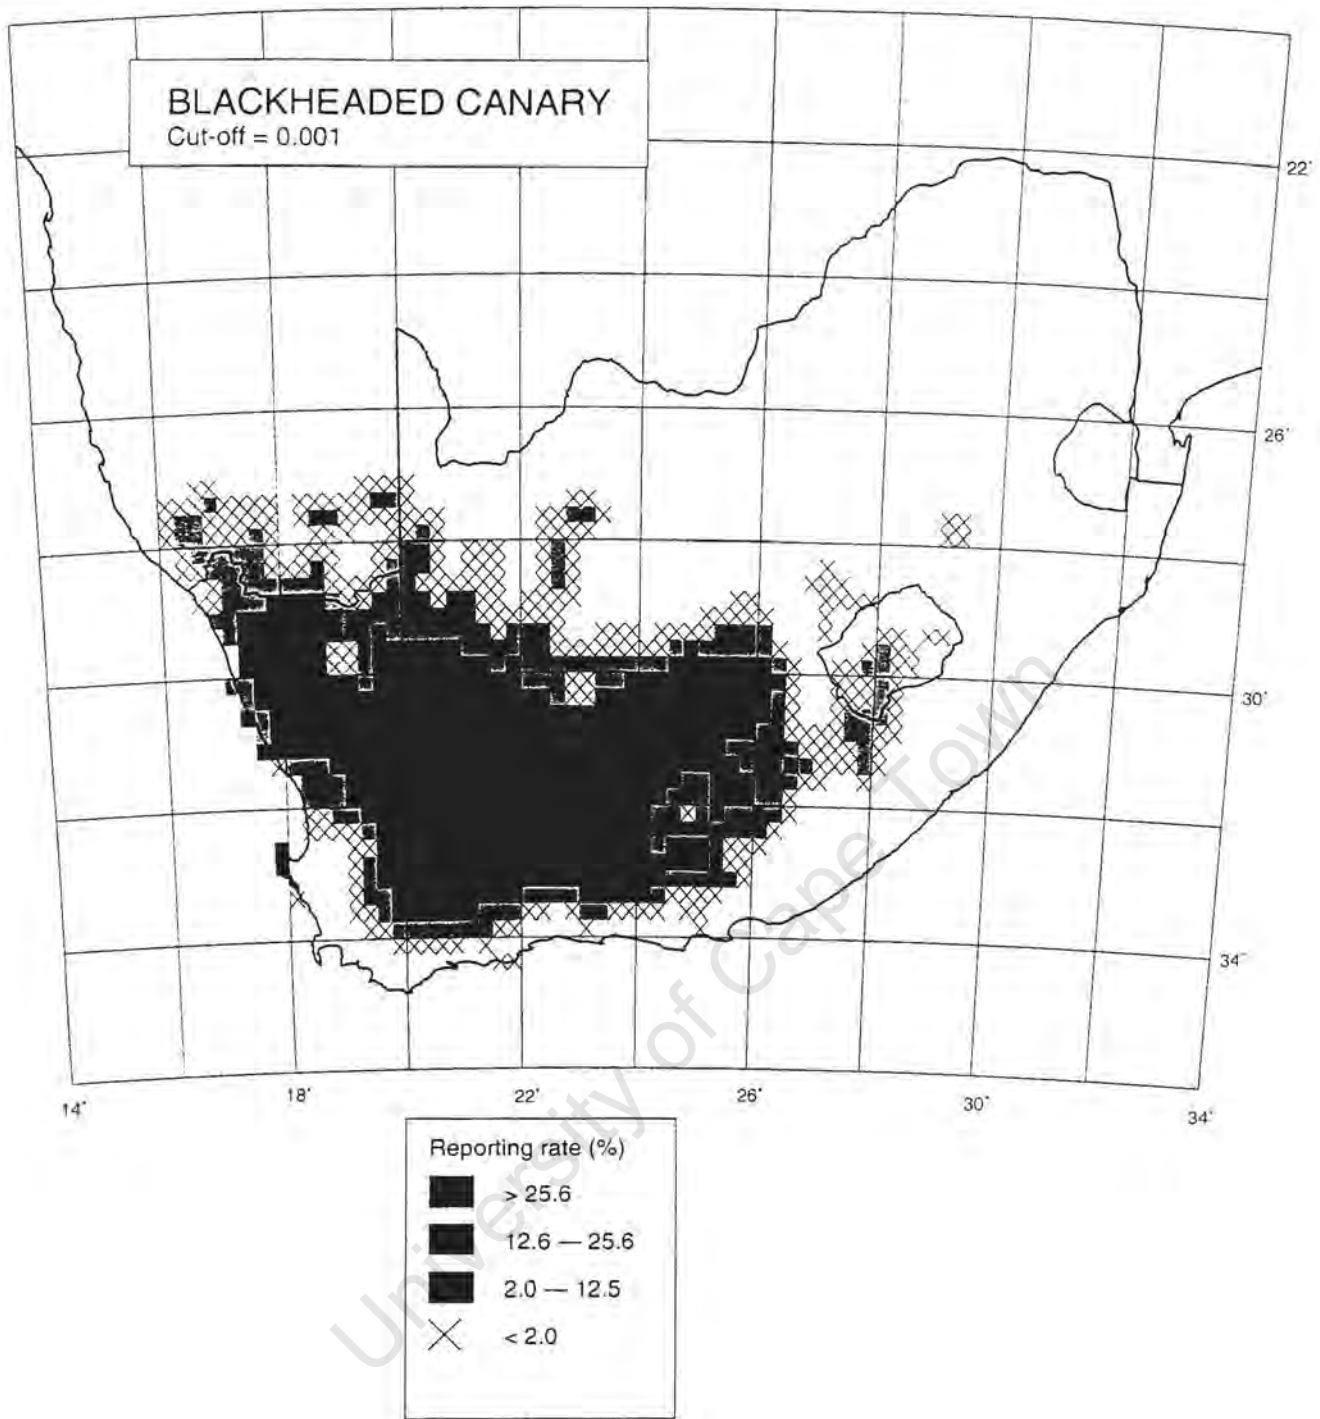 BLACKHEADED CANARY
Cut-off = 0.001
22°
26°
30°
34°
14°
18°
22°
26°
30°
34°
Reporting rate (%)
> 25.6
12.6 — 25.6
2.0 — 12.5
< 2.0
University of Cape Town